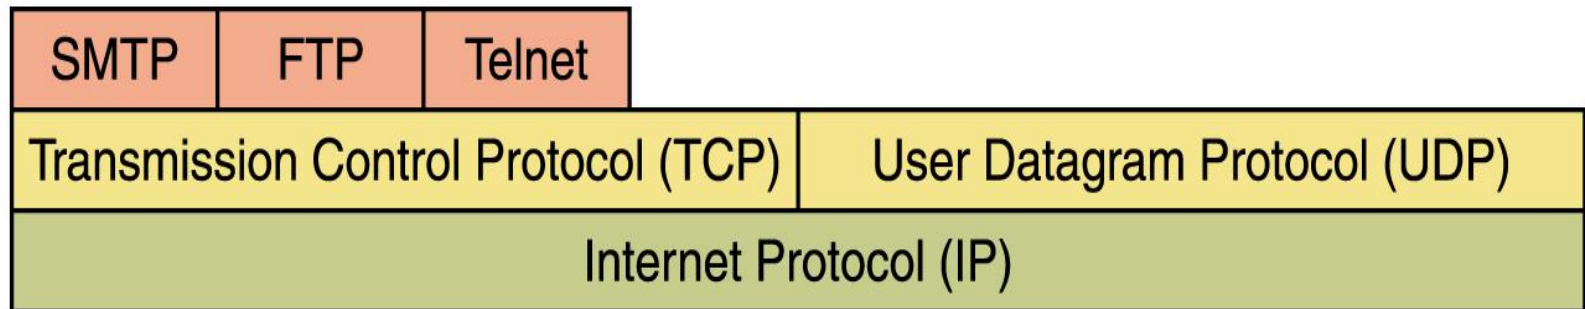 SMTP FTP Telnet
Transmission Control Protocol (TCP) User Datagram Protocol (UDP)
Internet Protocol (IP)